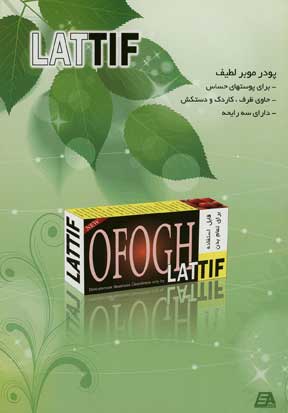 LATTIF
پودر موبر لطیف
- برای پوستهای حساس
- حاوی ظرف ، کاردک و دستکش
- دارای سه رایحه
LATTIF
NEW
OFOGH
LATTIF
قابل استفاده
برای تمام بدن